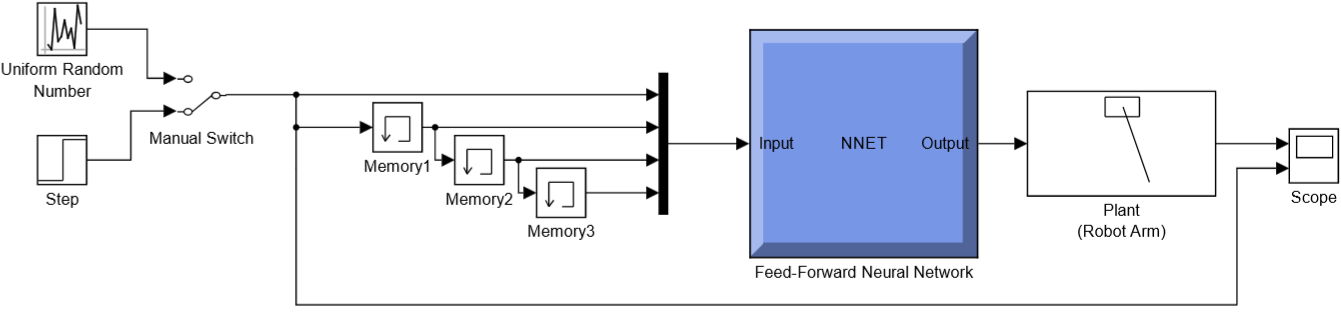 Uniform Random
Number
Manual Switch
Step
Memory1
Memory2
Memory3
Input
NNET
Output
Feed-Forward Neural Network
Plant
(Robot Arm)
Scope